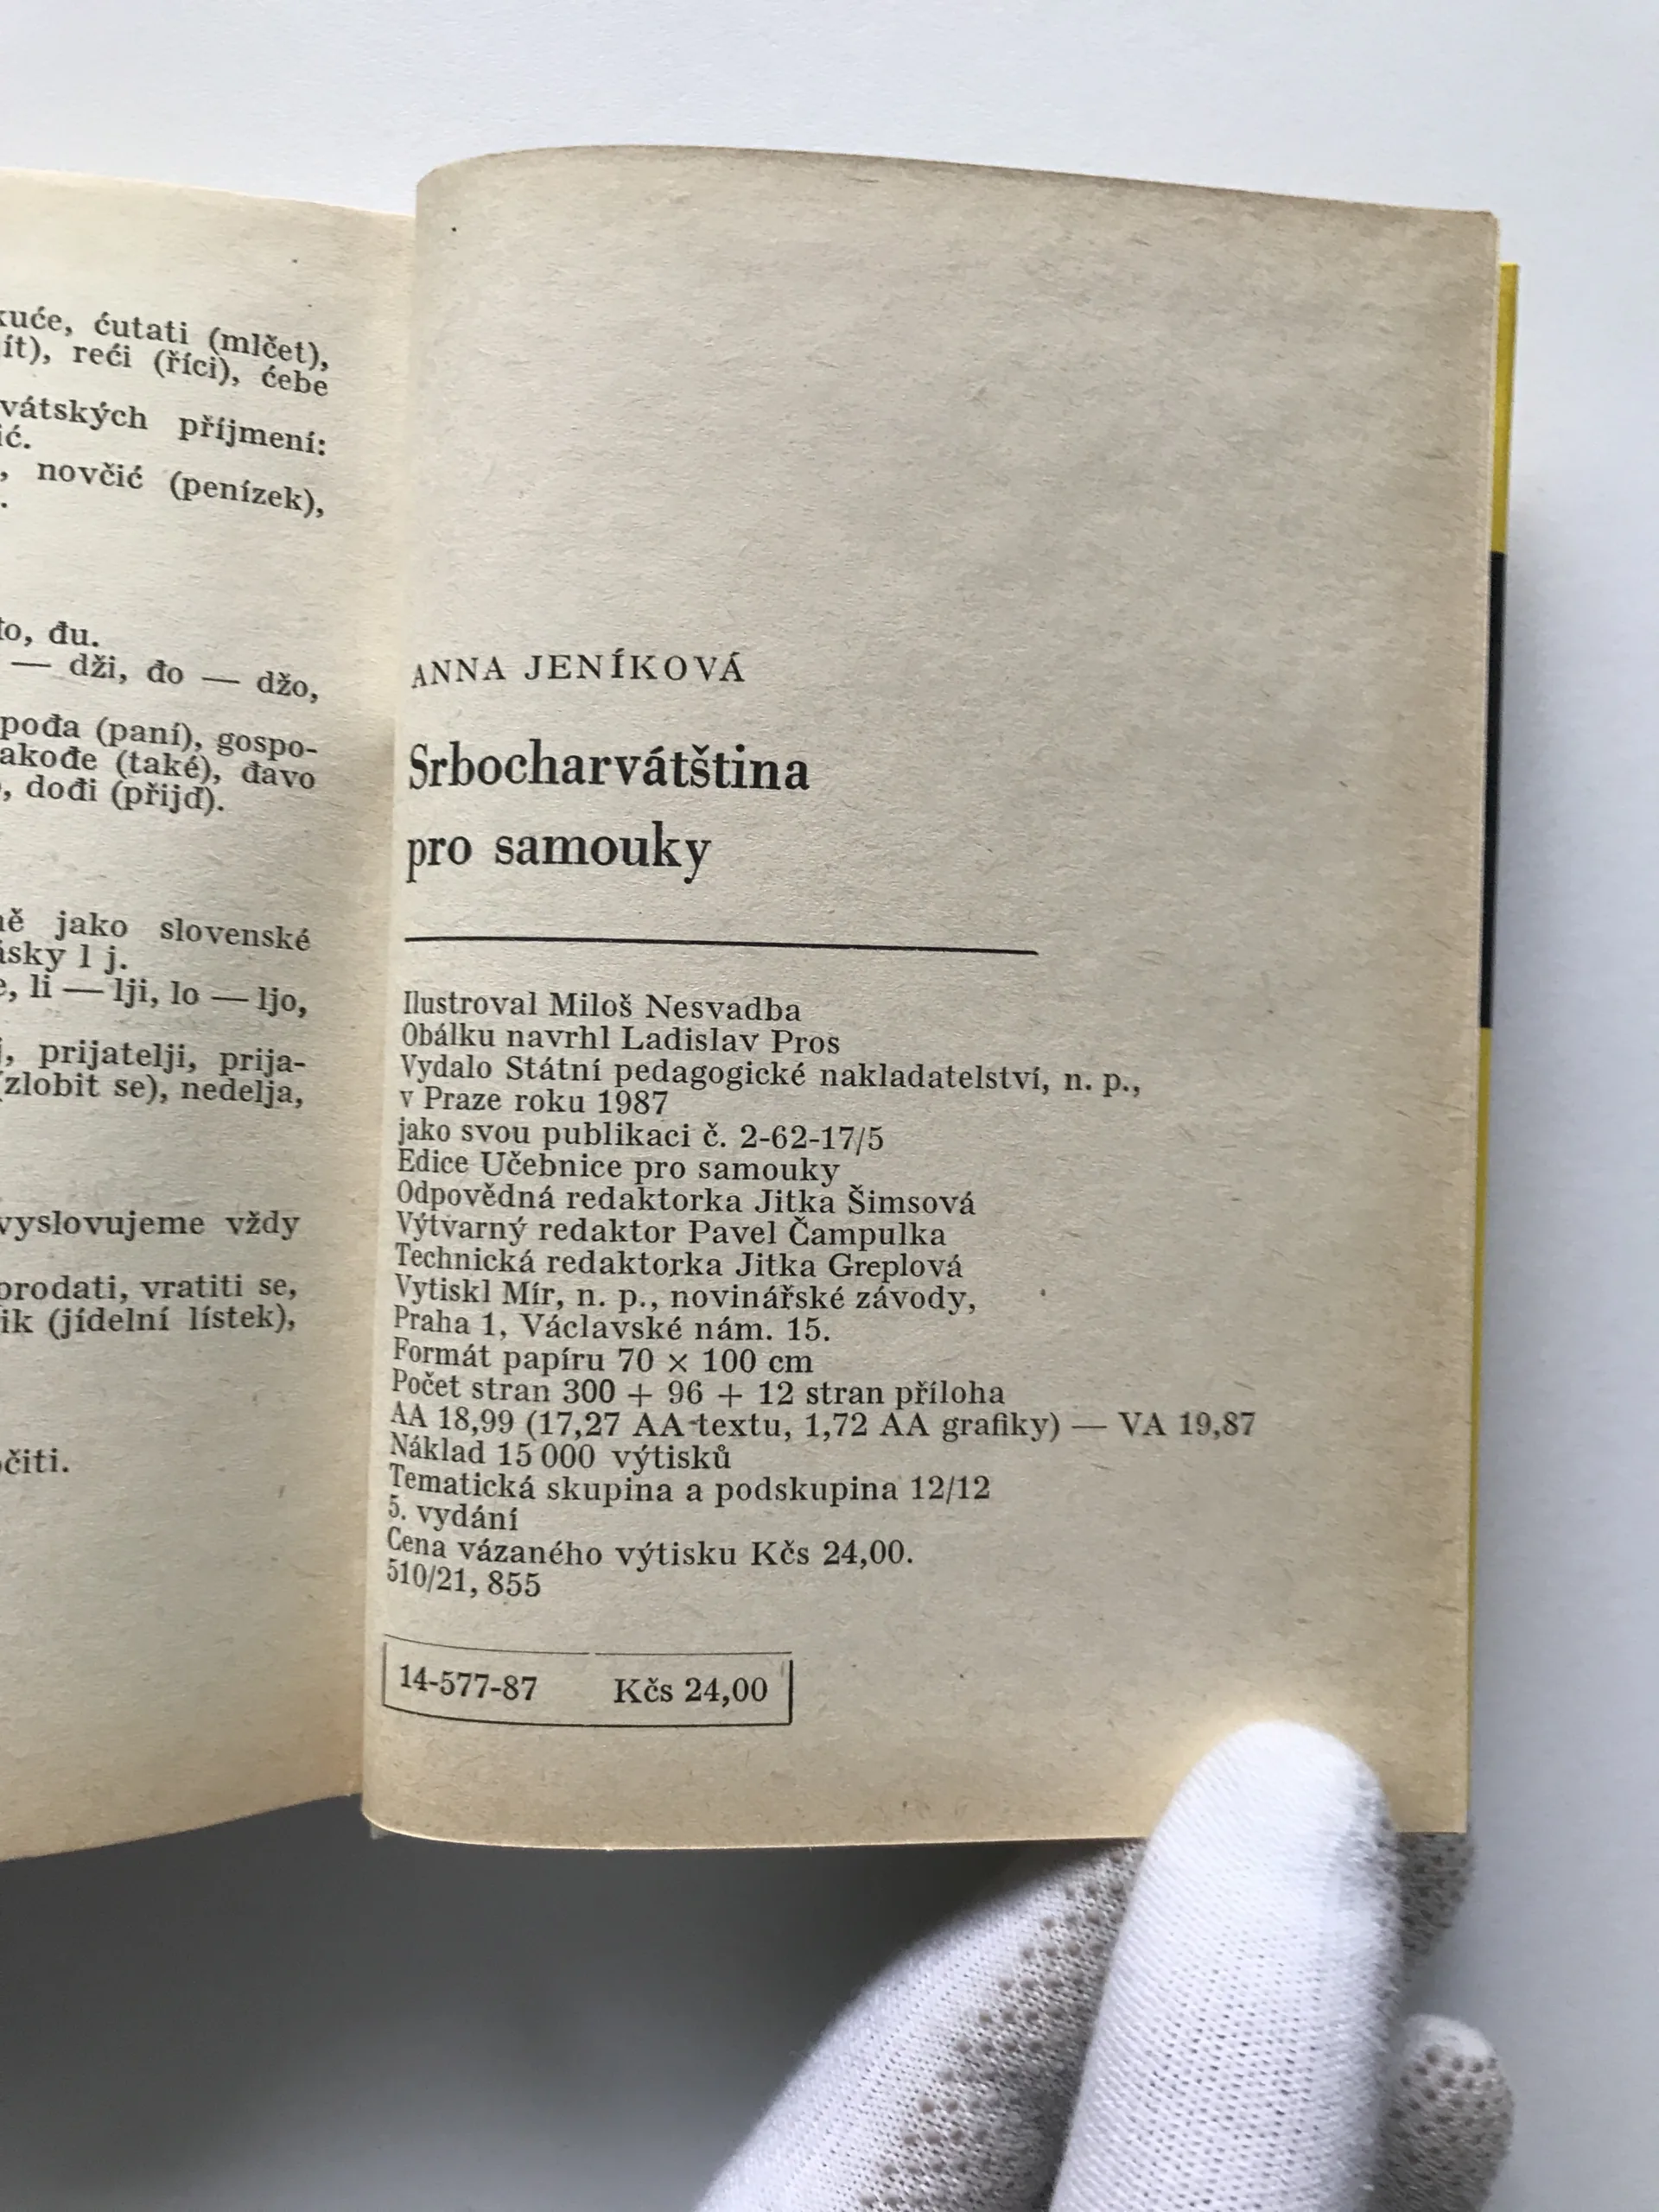 kuće, ćutati (mlčet),
ít), reći (říci), ćebe
vátských příjmení:
ić.
, novčić (penízek),
đu.
— dži, đo — džo,
(paní), gospo-
akođe (také), đavo
, dođi (přijď).
jako slovenské
l j.
li — lji, lo — ljo,
prijatelji, prija-
(zlobit se), nedelja,
vyslovujeme vždy
prodati, vratiti se,
ik (jídelní lístek),
čiti.
ANNA JENÍKOVÁ
Srbocharvátština
pro samouky
Ilustroval Miloš Nesvadba
Obálku navrhl Ladislav Pros
Vydalo Státní pedagogické nakladatelství, n. p.,
v Praze roku 1987
jako svou publikaci č. 2-62-17/5
Edice Učebnice pro samouky
Odpovědná redaktorka Jitka Šimsová
Výtvarný redaktor Pavel Čampulka
Technická redaktorka Jitka Greplová
Vytiskl Mír, n. p., novinářské závody,
Praha 1, Václavské nám. 15.
Formát papíru 70 × 100 cm
Počet stran 300 + 96 + 12 stran příloha
AA 18,99 (17,27 AA textu, 1,72 AA grafiky) — VA 19,87
Náklad 15 000 výtisků
Tematická skupina a podskupina 12/12
5. vydání
Cena vázaného výtisku Kčs 24,00.
510/21, 855
14-577-87 Kčs 24,00